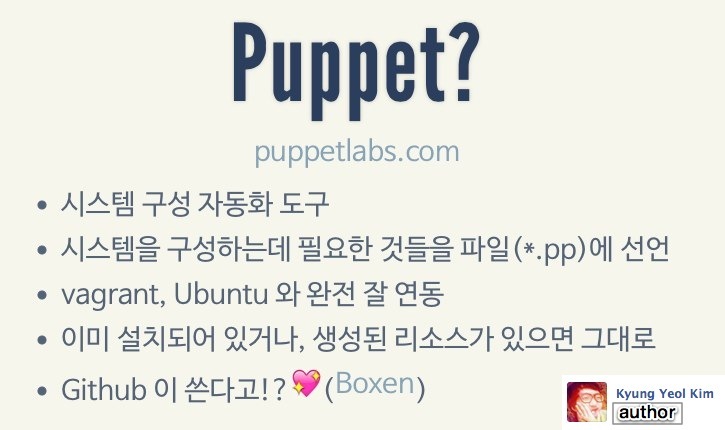 Puppet?
puppetlabs.com
• 시스템 구성 자동화 도구
• 시스템을 구성하는데 필요한 것들을 파일(*.pp)에 선언
• vagrant, Ubuntu 와 완전 잘 연동
• 이미 설치되어 있거나, 생성된 리소스가 있으면 그대로
• Github 이 쓴다고!?💖(Boxen)
Kyung Yeol Kim
author